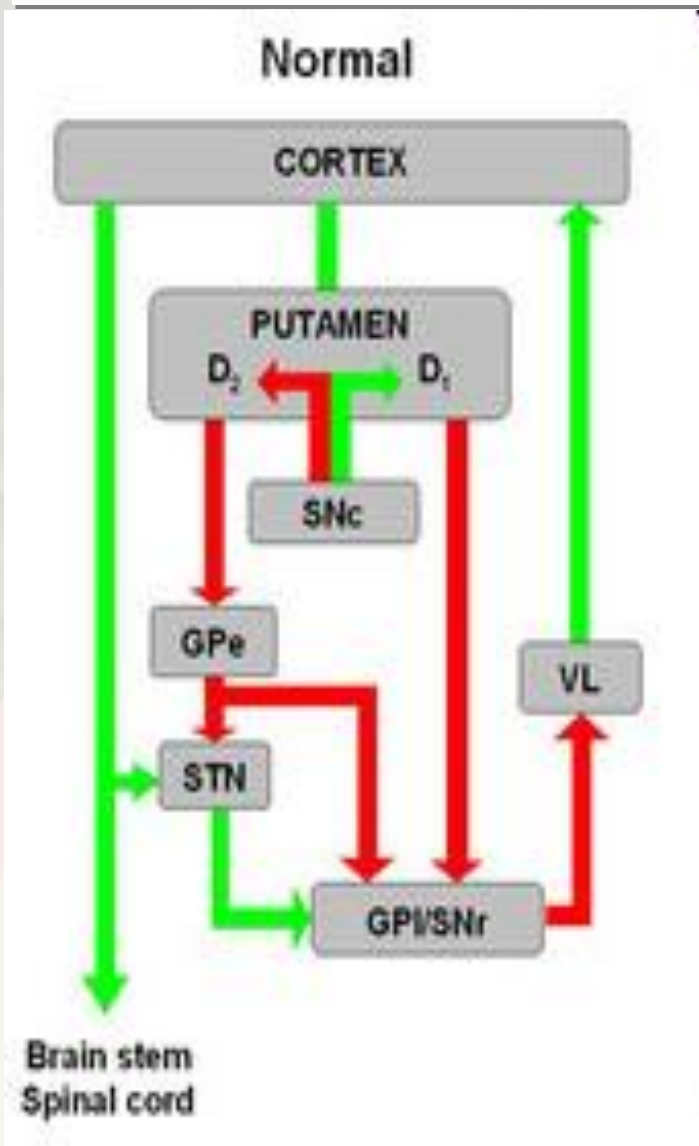 Normal
CORTEX
PUTAMEN
D₂ D₁
SNc
GPe
VL
STN
GPI/SNr
Brain stem
Spinal cord